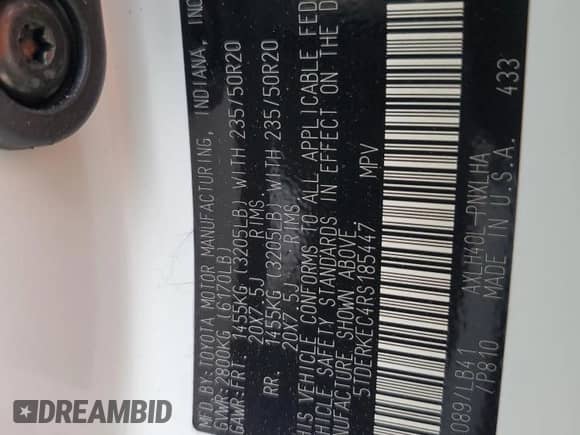 MFD BY:TOYOTA MOTOR MANUFACTURING, INDIANA, INC
GVWR:2800KG (6170LB)
GAWR:FRT. 1455KG (3205LB) WITH 235/50R20
20X7.5J RIMS,
RR. 1455KG (3205LB) WITH 235/50R20
20X7.5J RIMS,
THIS VEHICLE CONFORMS TO ALL APPLICABLE FED
VEHICLE SAFETY STANDARDS IN EFFECT ON THE D
NUFACTURE SHOWN ABOVE.
5TDERKEC4RS185447 MPV
089/LB41 AXLH40L-PNXLHA
/P810 MADE IN U.S.A. 433
DREAMBID